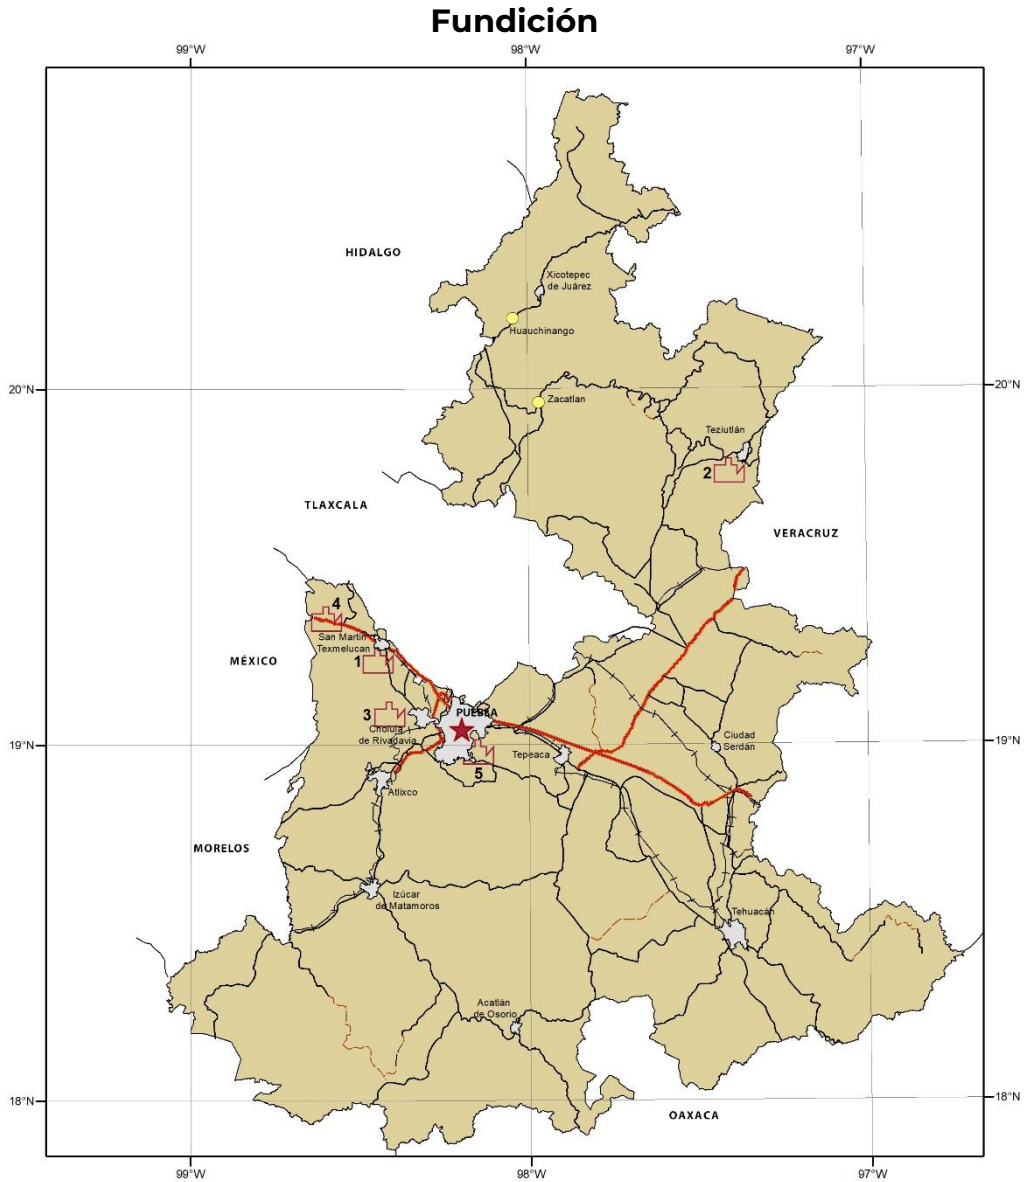 Fundición
99°W
98°W
97°W
HIDALGO
Xicotepec
de Juárez
Huauchinango
20°N
20°N
Zacatlan
Teziutlán
2
TLAXCALA
VERACRUZ
4
San Martín
Texmelucan
MÉXICO
1
3
PUEBLA
Cholula
de Rivadavia
Ciudad
Serdán
19°N
19°N
Tepeaca
5
Atlixco
MORELOS
Izúcar
de Matamoros
Tehuacán
Acatlán
de Osorio
18°N
18°N
OAXACA
99°W
98°W
97°W